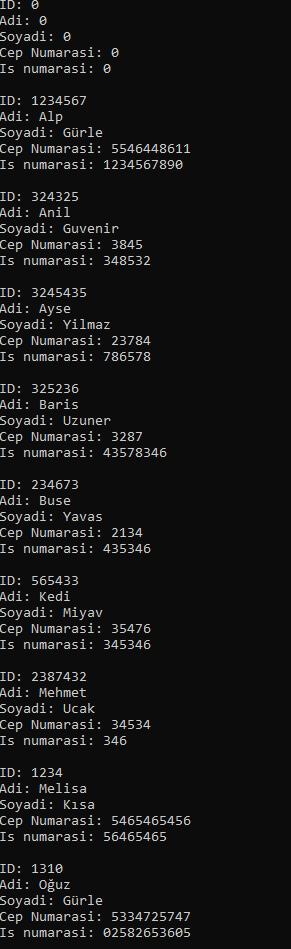 ID: 0
Adi: 0
Soyadi: 0
Cep Numarasi: 0
Is numarasi: 0
ID: 1234567
Adi: Alp
Soyadi: Gürle
Cep Numarasi: 5546448611
Is numarasi: 1234567890
ID: 324325
Adi: Anil
Soyadi: Guvenir
Cep Numarasi: 3845
Is numarasi: 348532
ID: 3245435
Adi: Ayse
Soyadi: Yilmaz
Cep Numarasi: 23784
Is numarasi: 786578
ID: 325236
Adi: Baris
Soyadi: Uzuner
Cep Numarasi: 3287
Is numarasi: 43578346
ID: 234673
Adi: Buse
Soyadi: Yavas
Cep Numarasi: 2134
Is numarasi: 435346
ID: 565433
Adi: Kedi
Soyadi: Miyav
Cep Numarasi: 35476
Is numarasi: 345346
ID: 2387432
Adi: Mehmet
Soyadi: Ucak
Cep Numarasi: 34534
Is numarasi: 346
ID: 1234
Adi: Melisa
Soyadi: Kısa
Cep Numarasi: 5465465456
Is numarasi: 56465465
ID: 1310
Adi: Oğuz
Soyadi: Gürle
Cep Numarasi: 5334725747
Is numarasi: 02582653605